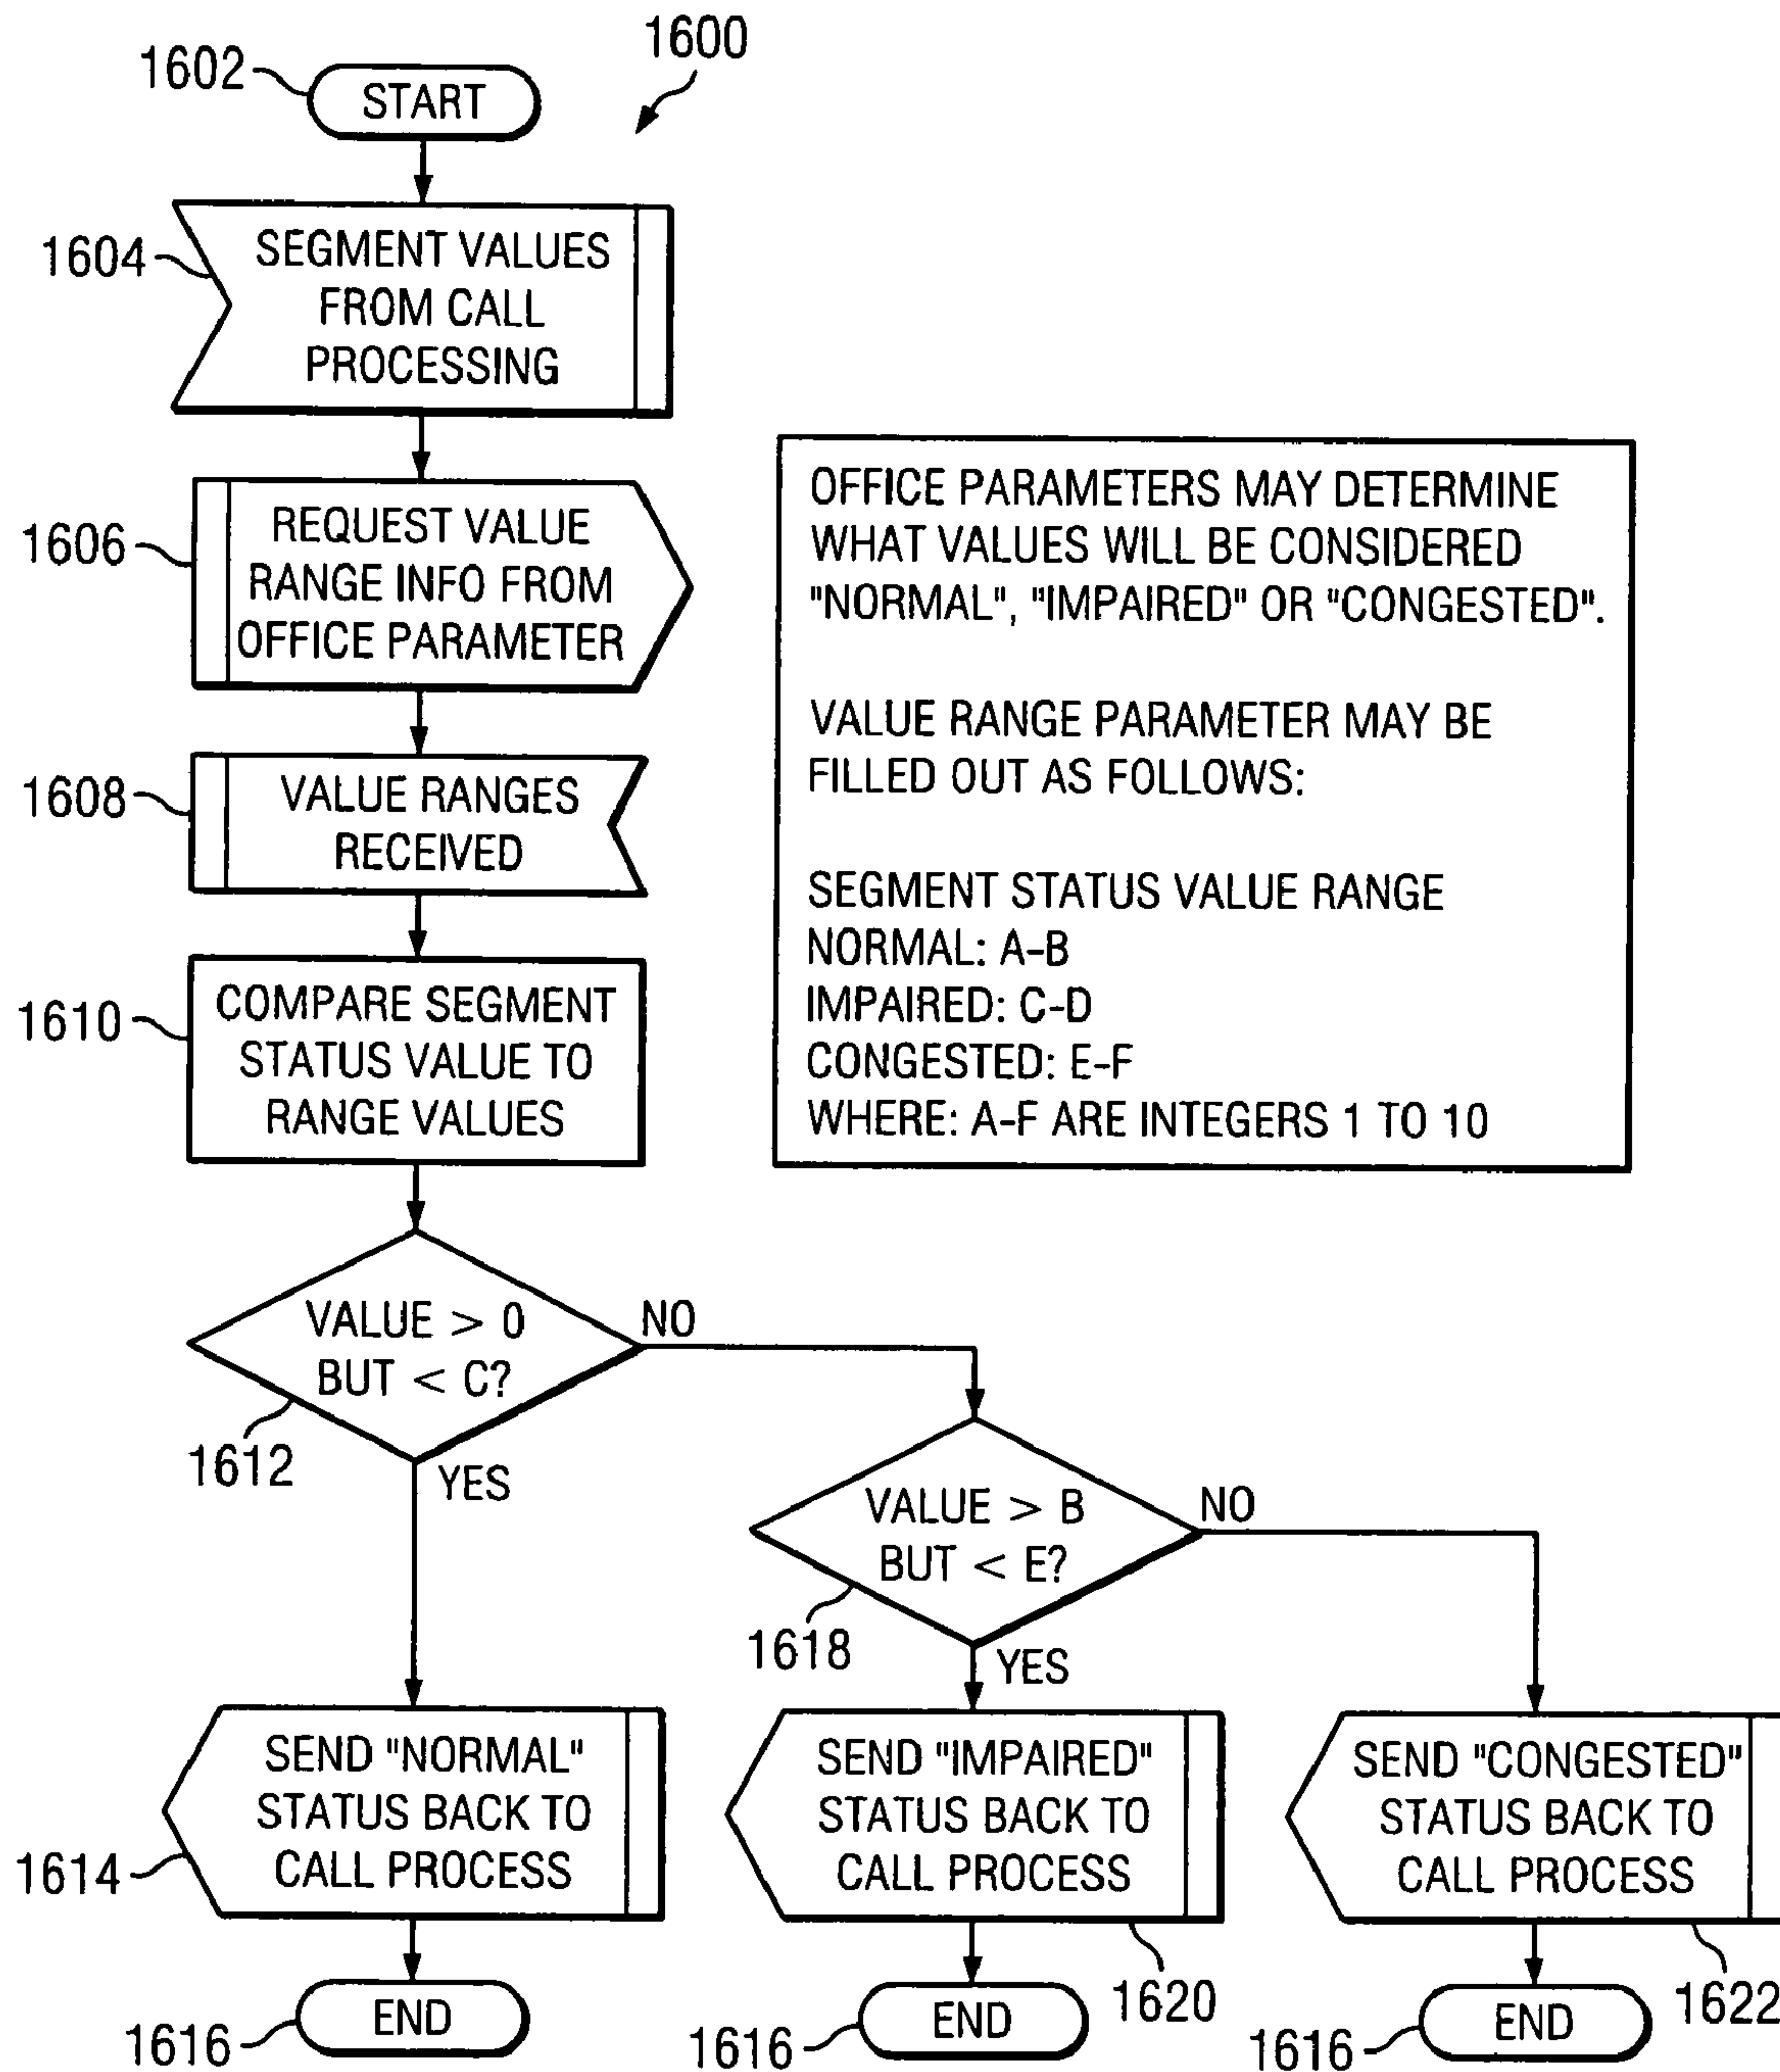 1600
1602
START
1604
SEGMENT VALUES
FROM CALL
PROCESSING
1606
REQUEST VALUE
RANGE INFO FROM
OFFICE PARAMETER
1608
VALUE RANGES
RECEIVED
1610
COMPARE SEGMENT
STATUS VALUE TO
RANGE VALUES
OFFICE PARAMETERS MAY DETERMINE
WHAT VALUES WILL BE CONSIDERED
"NORMAL", "IMPAIRED" OR "CONGESTED".
VALUE RANGE PARAMETER MAY BE
FILLED OUT AS FOLLOWS:
SEGMENT STATUS VALUE RANGE
NORMAL: A-B
IMPAIRED: C-D
CONGESTED: E-F
WHERE: A-F ARE INTEGERS 1 TO 10
VALUE > 0
BUT < C?
NO
1612
YES
VALUE > B
BUT < E?
NO
1618
YES
SEND "NORMAL"
STATUS BACK TO
CALL PROCESS
1614
SEND "IMPAIRED"
STATUS BACK TO
CALL PROCESS
1620
SEND "CONGESTED"
STATUS BACK TO
CALL PROCESS
1622
END
1616
END
1616
END
1616